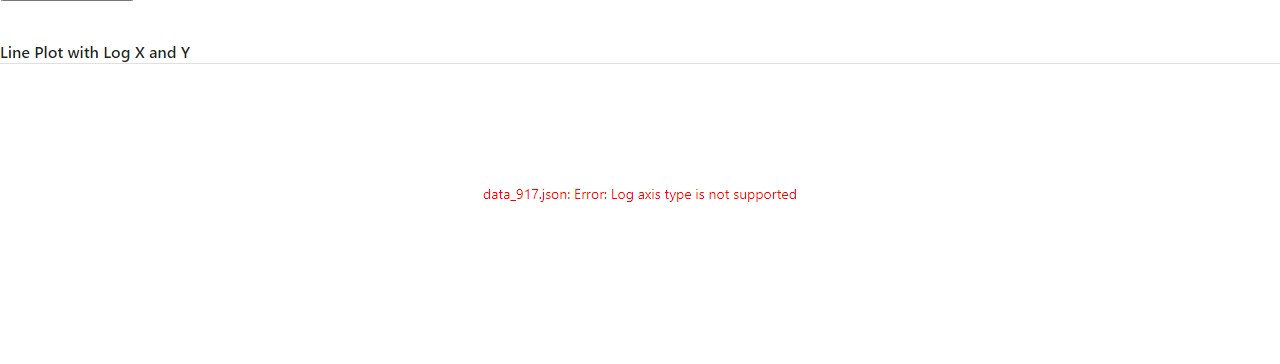 Line Plot with Log X and Y
data_917.json: Error: Log axis type is not supported